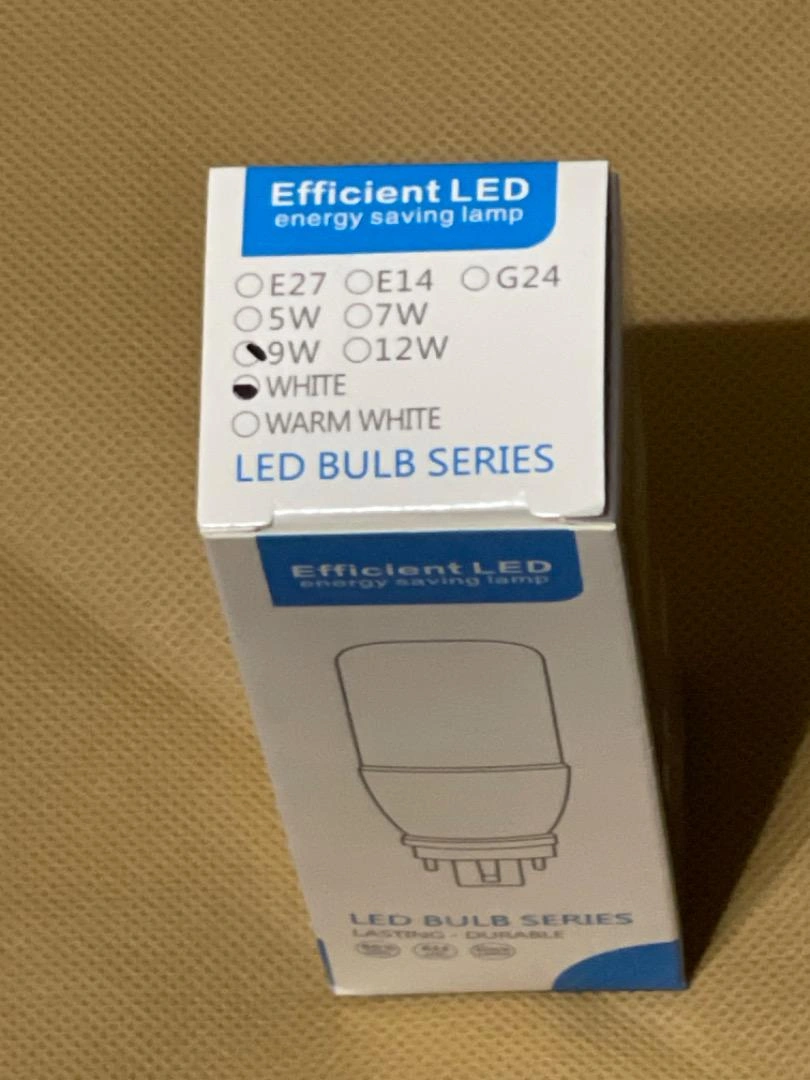 Efficient LED
energy saving lamp
E27 E14 G24
5W 7W
9W 12W
WHITE
WARM WHITE
LED BULB SERIES
Efficient LED
energy saving lamp
LED BULB SERIES
LASTING - DURABLE